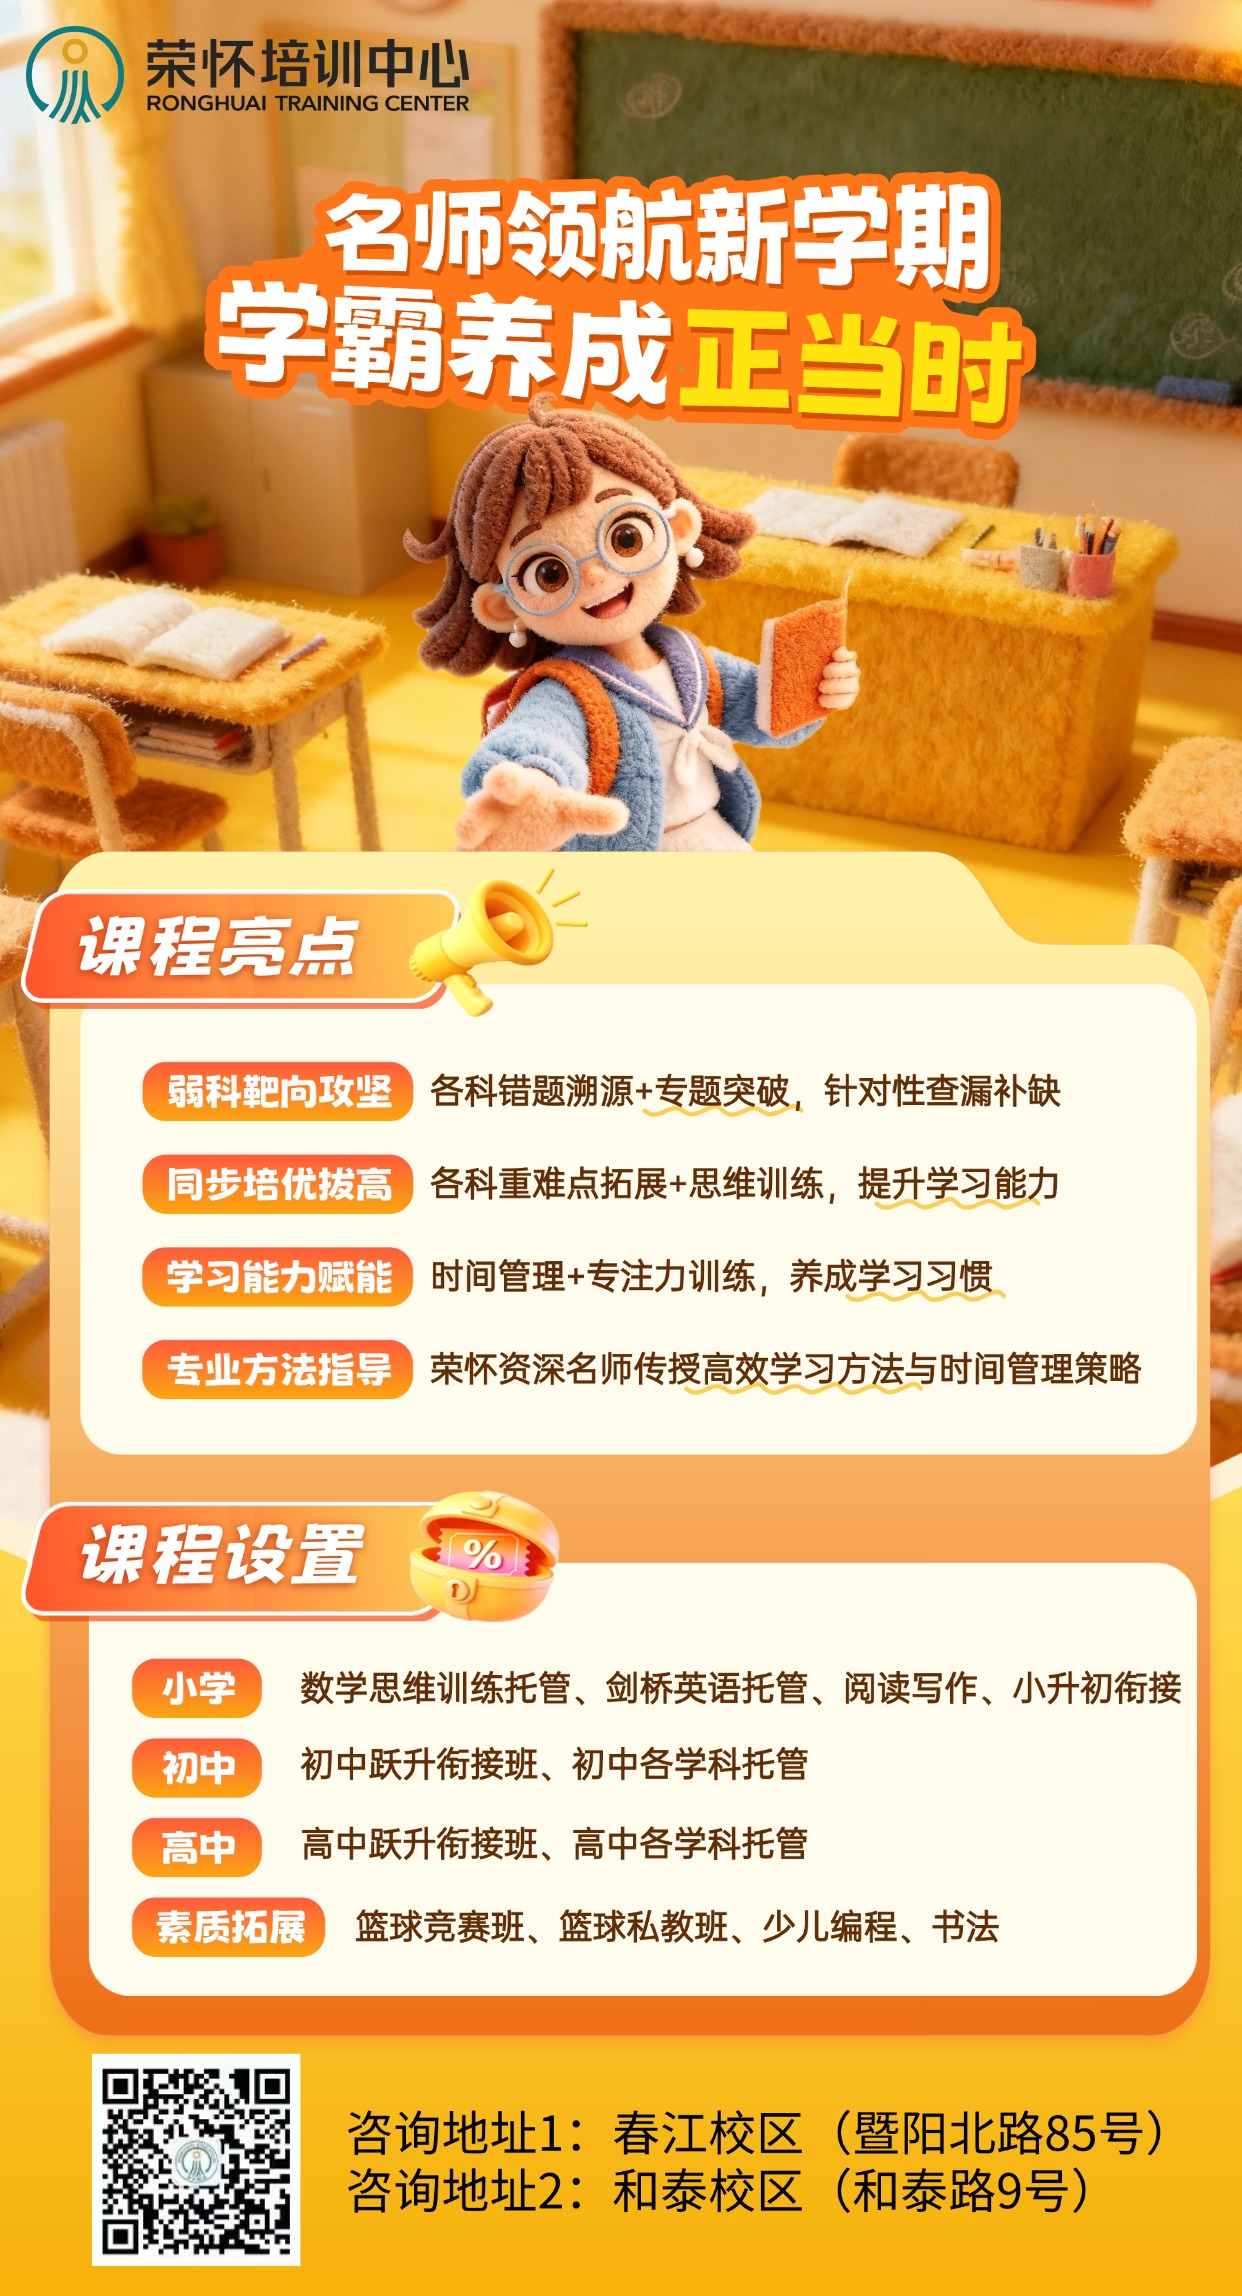 荣怀培训中心
RONGHUAI TRAINING CENTER
名师领航新学期
学霸养成正当时
课程亮点
弱科靶向攻坚 各科错题溯源+专题突破，针对性查漏补缺
同步培优拔高 各科重难点拓展+思维训练，提升学习能力
学习能力赋能 时间管理+专注力训练，养成学习习惯
专业方法指导 荣怀资深名师传授高效学习方法与时间管理策略
课程设置
%
小学 数学思维训练托管、剑桥英语托管、阅读写作、小升初衔接
初中 初中跃升衔接班、初中各学科托管
高中 高中跃升衔接班、高中各学科托管
素质拓展 篮球竞赛班、篮球私教班、少儿编程、书法
咨询地址1：春江校区（暨阳北路85号）
咨询地址2：和泰校区（和泰路9号）